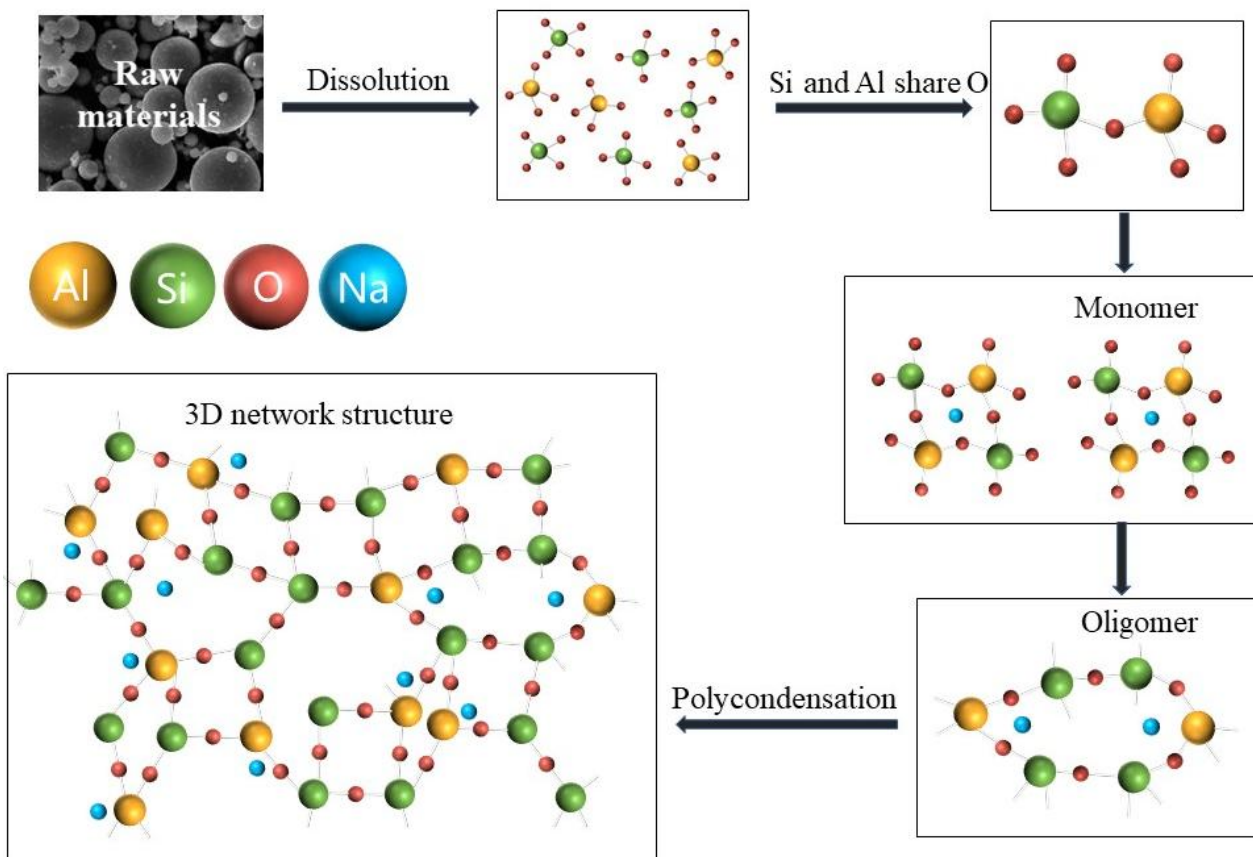 Raw
materials
Dissolution
Si and Al share O
Monomer
Al
Si
O
Na
3D network structure
Oligomer
Polycondensation